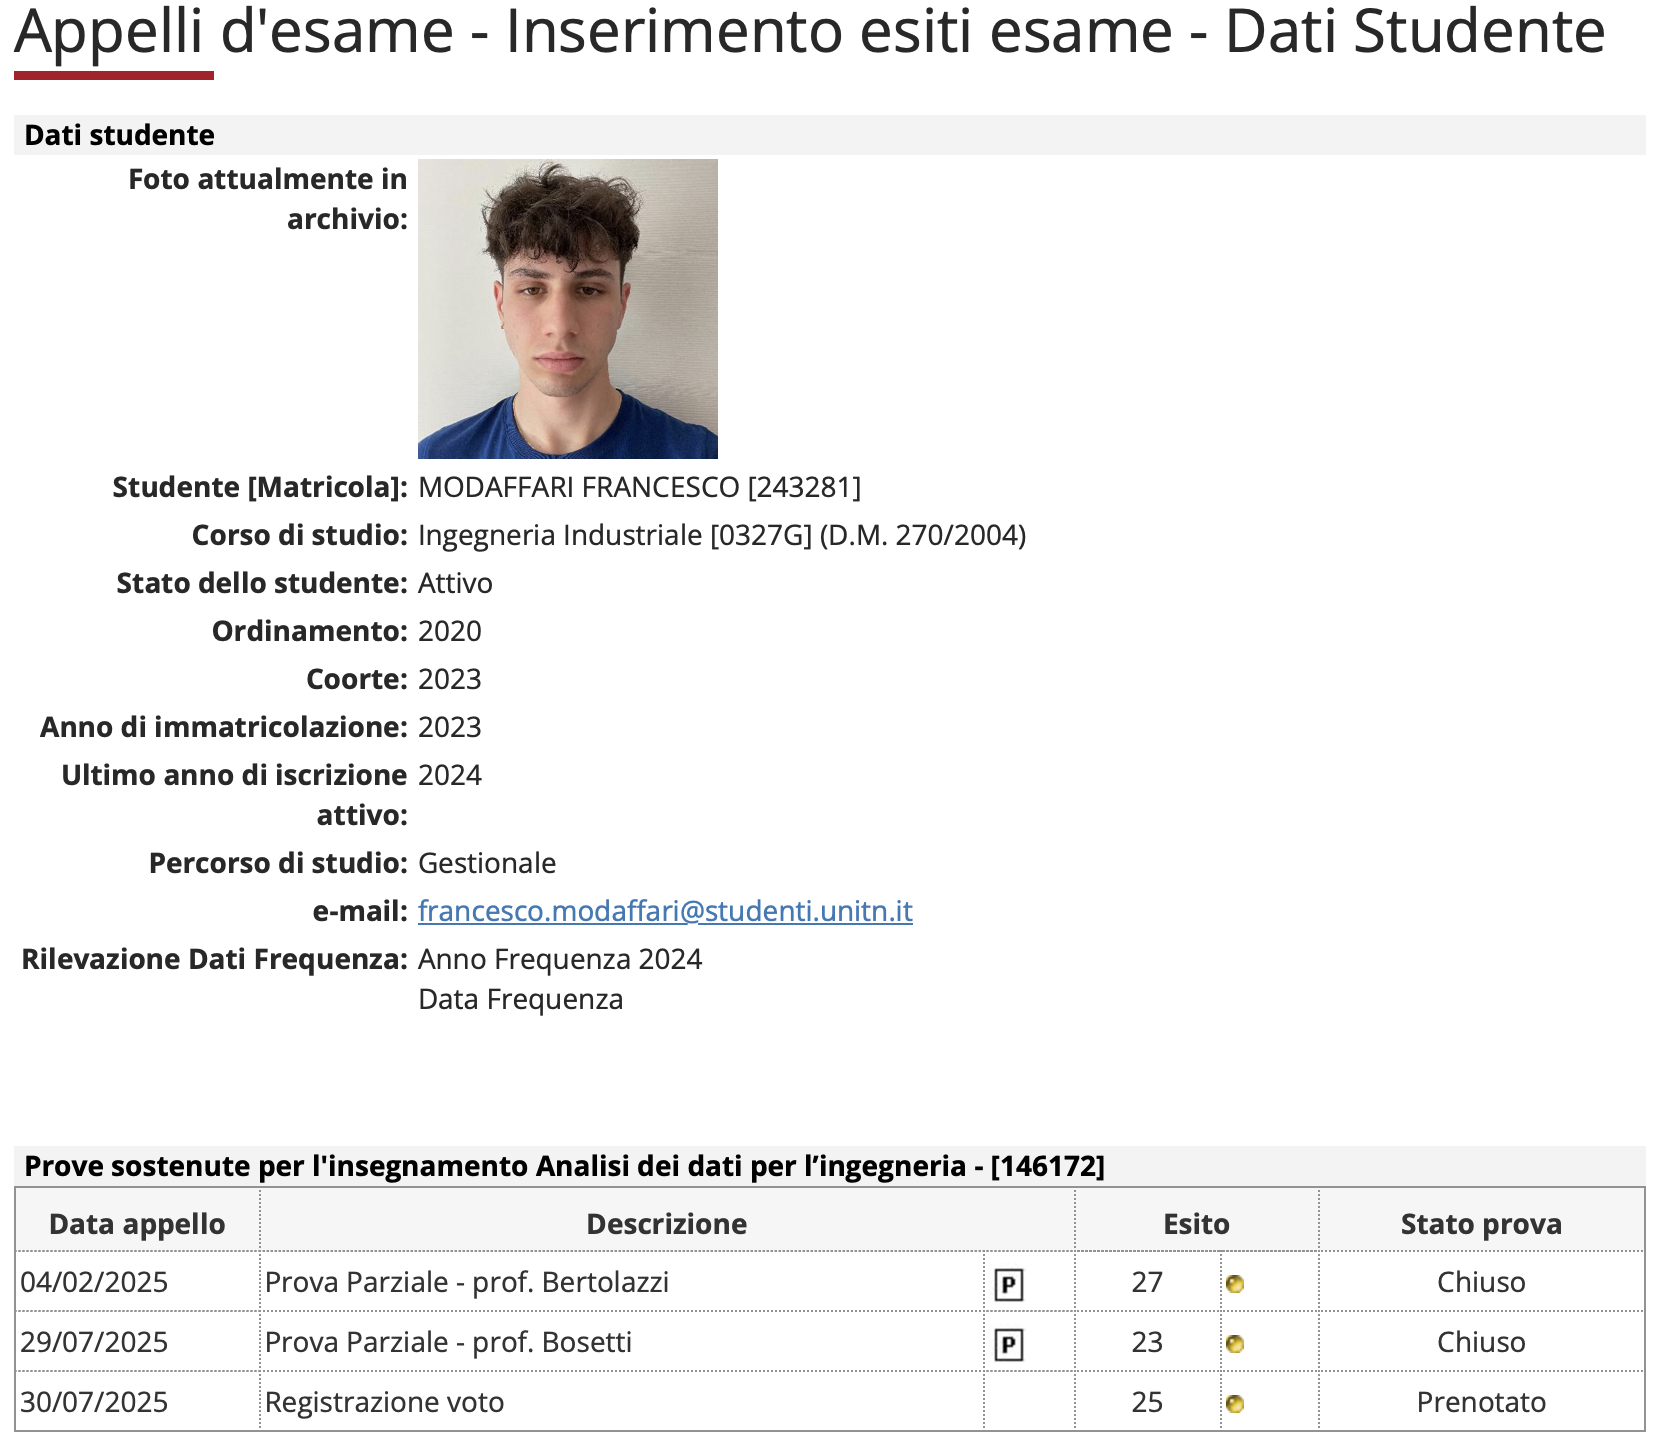 Appelli d'esame - Inserimento esiti esame - Dati Studente
Dati studente
Foto attualmente in
archivio:
Studente [Matricola]: MODAFFARI FRANCESCO [243281]
Corso di studio: Ingegneria Industriale [0327G] (D.M. 270/2004)
Stato dello studente: Attivo
Ordinamento: 2020
Coorte: 2023
Anno di immatricolazione: 2023
Ultimo anno di iscrizione 2024
attivo:
Percorso di studio: Gestionale
e-mail: francesco.modaffari@studenti.unitn.it
Rilevazione Dati Frequenza: Anno Frequenza 2024
Data Frequenza
Prove sostenute per l'insegnamento Analisi dei dati per l’ingegneria - [146172]
Data appello Descrizione Esito Stato prova
04/02/2025 Prova Parziale - prof. Bertolazzi P 27 Chiuso
29/07/2025 Prova Parziale - prof. Bosetti P 23 Chiuso
30/07/2025 Registrazione voto 25 Prenotato